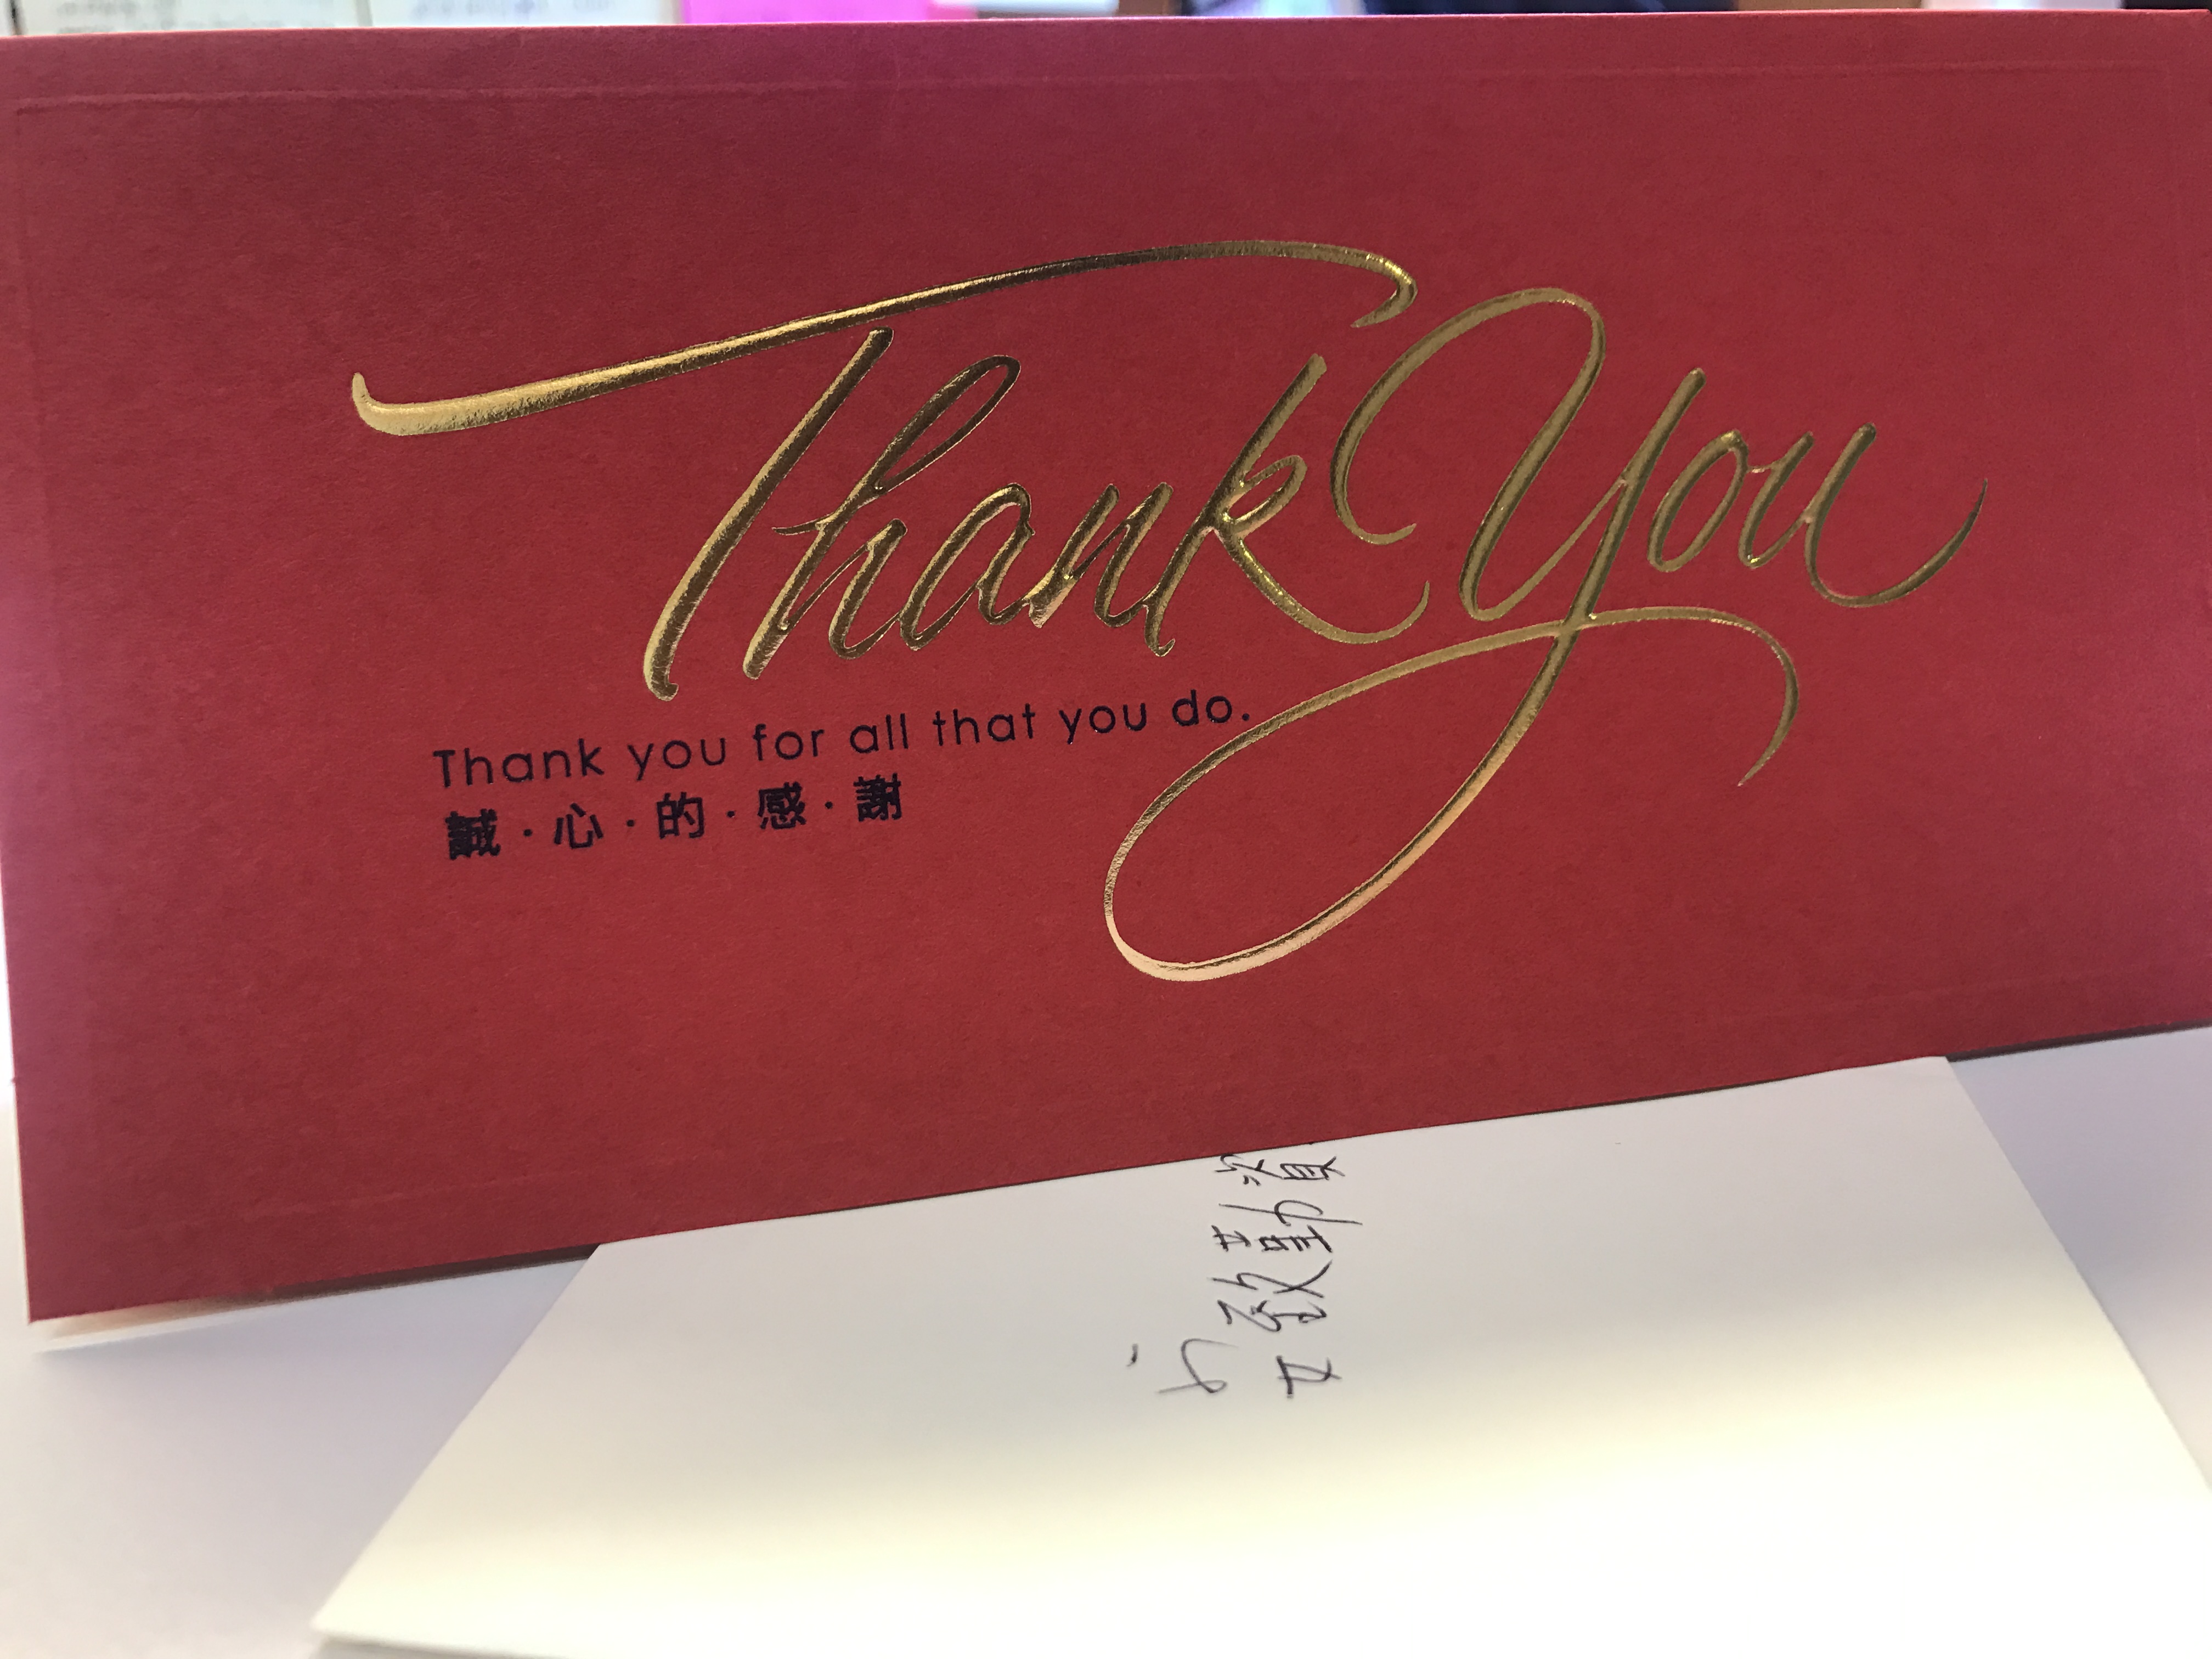 Thank You
Thank you for all that you do.
誠·心·的·感·謝